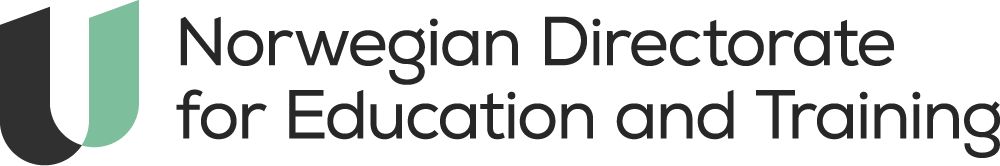 Norwegian Directorate
for Education and Training